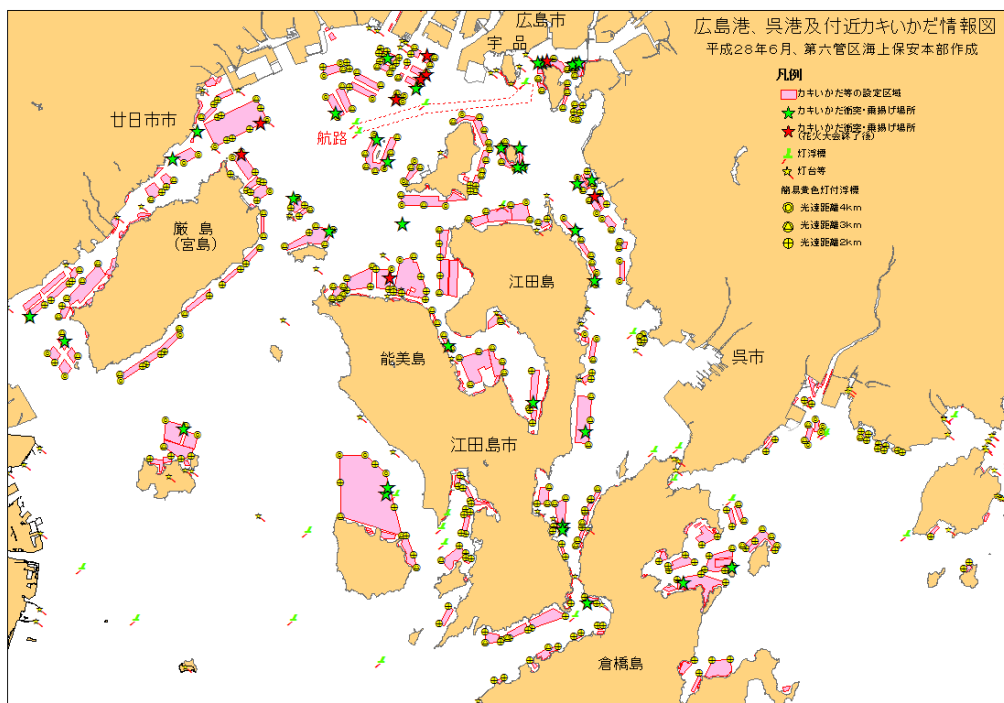 広島港、呉港及付近カキいかだ情報図
平成28年6月、第六管区海上保安本部作成
凡例
カキいかだ等の設定区域
カキいかだ衝突・乗揚げ場所
カキいかだ衝突・乗揚げ場所
(花火大会終了後)
灯浮標
灯台等
簡易黄色灯付浮標
光達距離4km
光達距離3km
光達距離2km
広島市
宇品
廿日市市
航路
厳島
(宮島)
江田島
能美島
呉市
江田島市
倉橋島